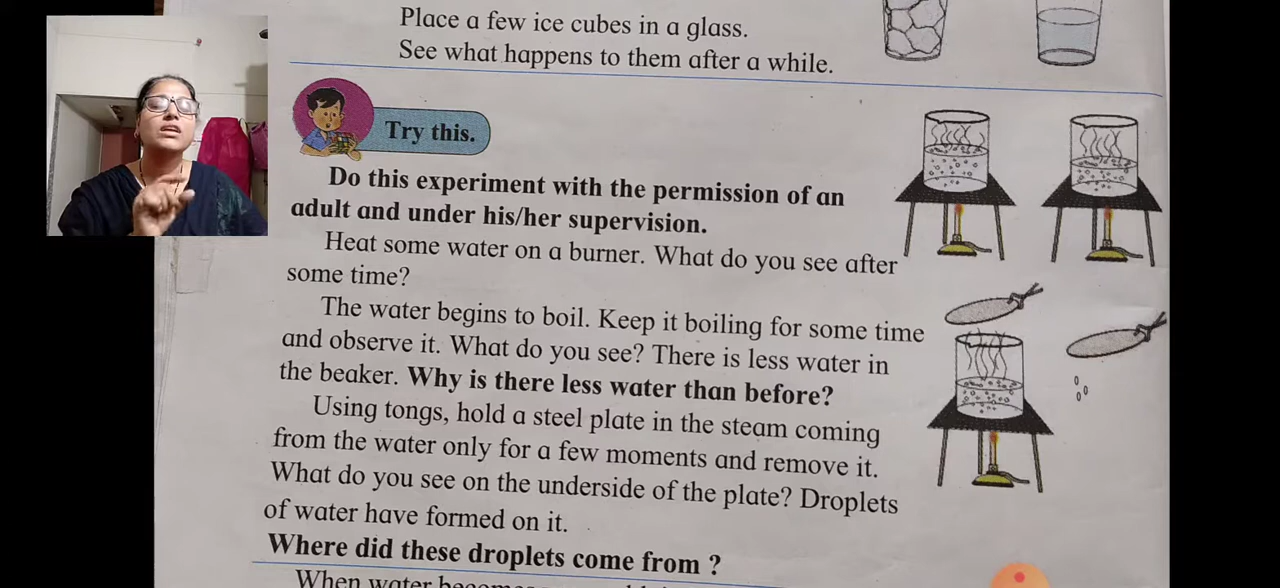 Place a few ice cubes in a glass.
See what happens to them after a while.
Try this.
Do this experiment with the permission of an
adult and under his/her supervision.
Heat some water on a burner. What do you see after
some time?
The water begins to boil. Keep it boiling for some time
and observe it. What do you see? There is less water in
the beaker. Why is there less water than before?
Using tongs, hold a steel plate in the steam coming
from the water only for a few moments and remove it.
What do you see on the underside of the plate? Droplets
of water have formed on it.
Where did these droplets come from ?
When water